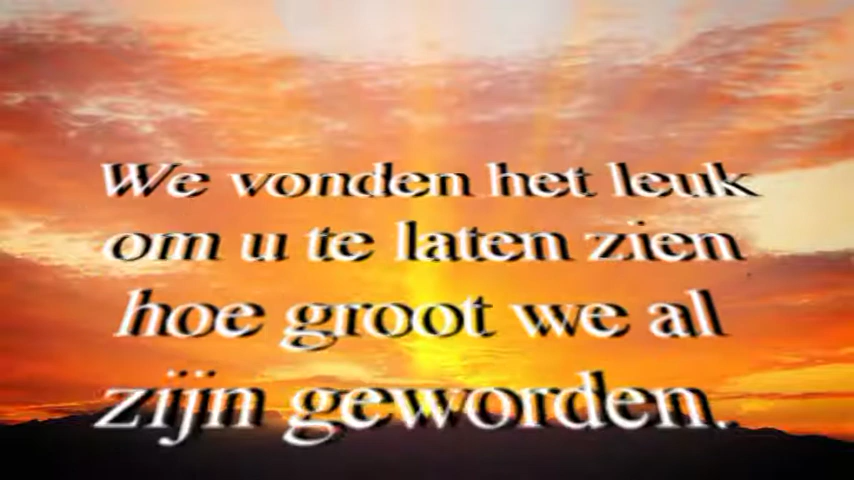 We vonden het leuk
om u te laten zien
hoe groot we al
zijn geworden.